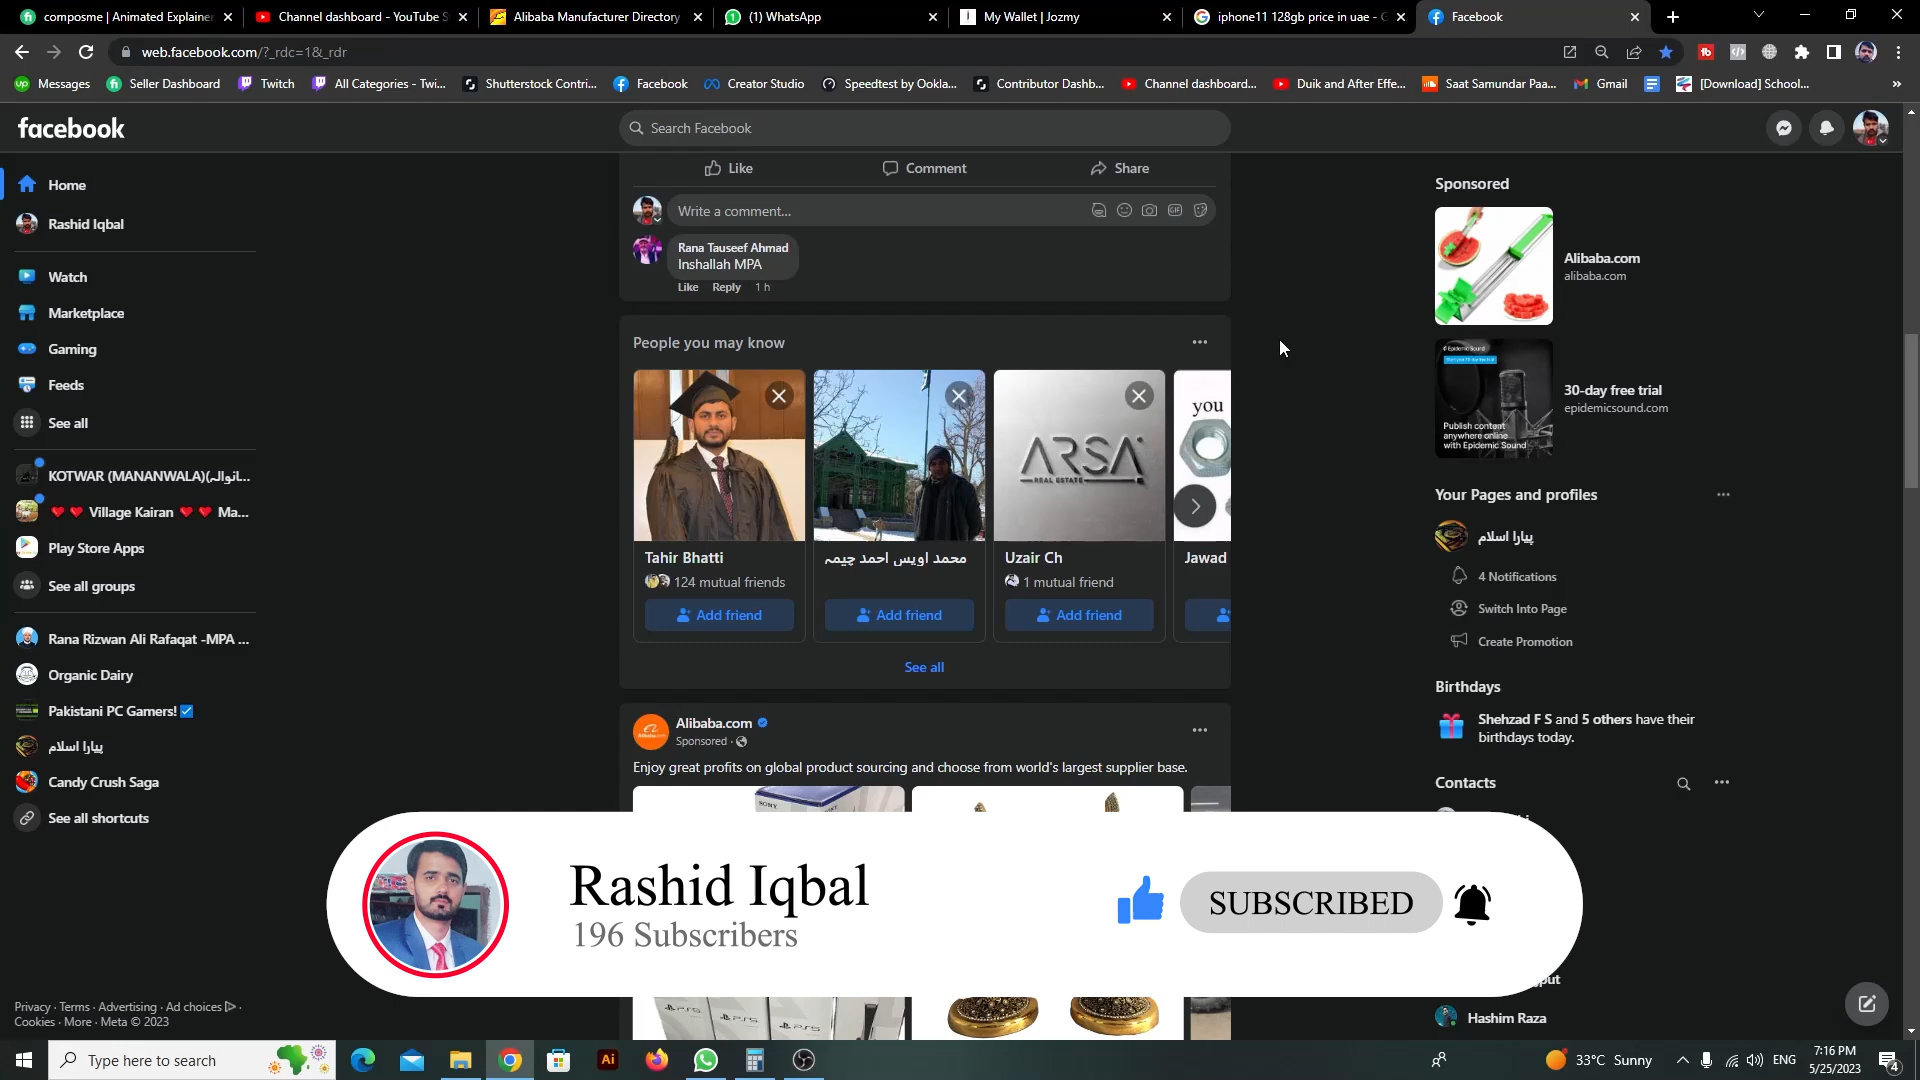 composme | Animated Explainer
Channel dashboard - YouTube S
Alibaba Manufacturer Directory
(1) WhatsApp
My Wallet | Jozmy
iphone11 128gb price in uae - G
Facebook
web.facebook.com/?_rdc=1&_rdr
Messages
Seller Dashboard
Twitch
All Categories - Twi...
Shutterstock Contri...
Facebook
Creator Studio
Speedtest by Ookla...
Contributor Dashb...
Channel dashboard...
Duik and After Effe...
Saat Samundar Paa...
Gmail
[Download] School...
facebook
Search Facebook
Home
Rashid Iqbal
Watch
Marketplace
Gaming
Feeds
See all
KOTWAR (MANANWALA)(مانوالہ...
❤️❤️ Village Kairan ❤️❤️ Ma...
Play Store Apps
See all groups
Rana Rizwan Ali Rafaqat -MPA ...
Organic Dairy
Pakistani PC Gamers!
پیارا اسلام
Candy Crush Saga
See all shortcuts
Privacy · Terms · Advertising · Ad choices ·
Cookies · More · Meta © 2023
Like
Comment
Share
Write a comment...
GIF
Rana Tauseef Ahmad
Inshallah MPA
Like Reply 1 h
People you may know
ARSA
REAL ESTATE
you
Tahir Bhatti
124 mutual friends
Add friend
محمد اویس احمد چیمہ
Add friend
Uzair Ch
1 mutual friend
Add friend
Jawad
See all
Alibaba.com
Sponsored ·
Enjoy great profits on global product sourcing and choose from world's largest supplier base.
SONY
PS5
PS5
PS5
Sponsored
Alibaba.com
alibaba.com
Epidemic Sound
Publish content
anywhere online
with Epidemic Sound
30-day free trial
epidemicsound.com
Your Pages and profiles
پیارا اسلام
4 Notifications
Switch Into Page
Create Promotion
Birthdays
Shehzad F S and 5 others have their
birthdays today.
Contacts
Hashim Raza
Rashid Iqbal
196 Subscribers
SUBSCRIBED
Type here to search
Ai
33°C Sunny
ENG
7:16 PM
5/25/2023
4